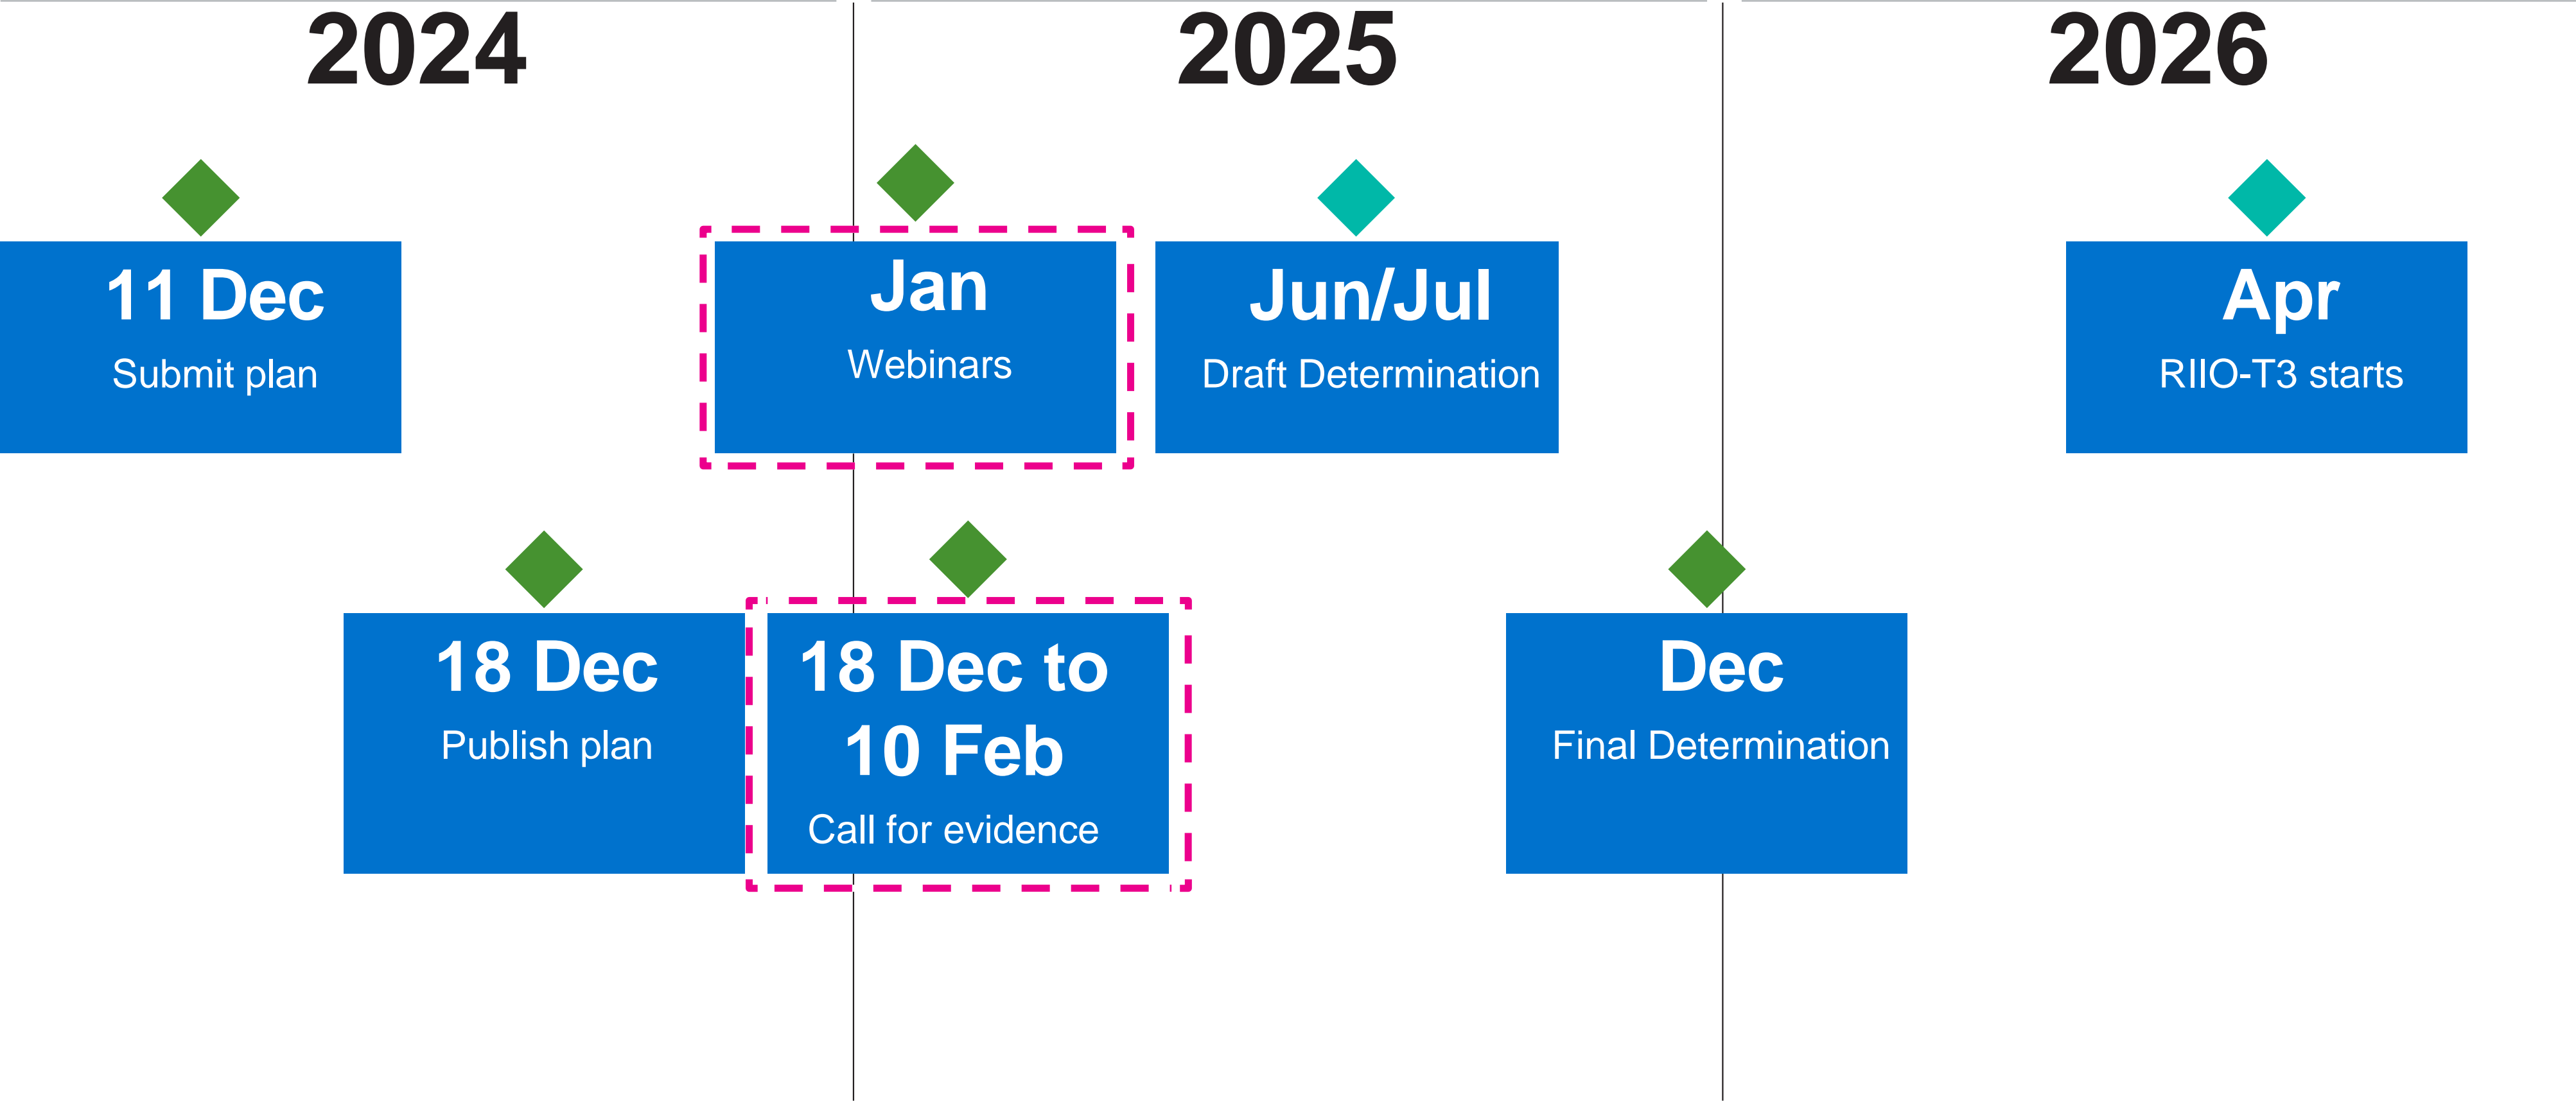 2024
2025
2026
11 Dec
Submit plan
Jan
Webinars
Jun/Jul
Draft Determination
Apr
RIIO-T3 starts
18 Dec
Publish plan
18 Dec to
10 Feb
Call for evidence
Dec
Final Determination